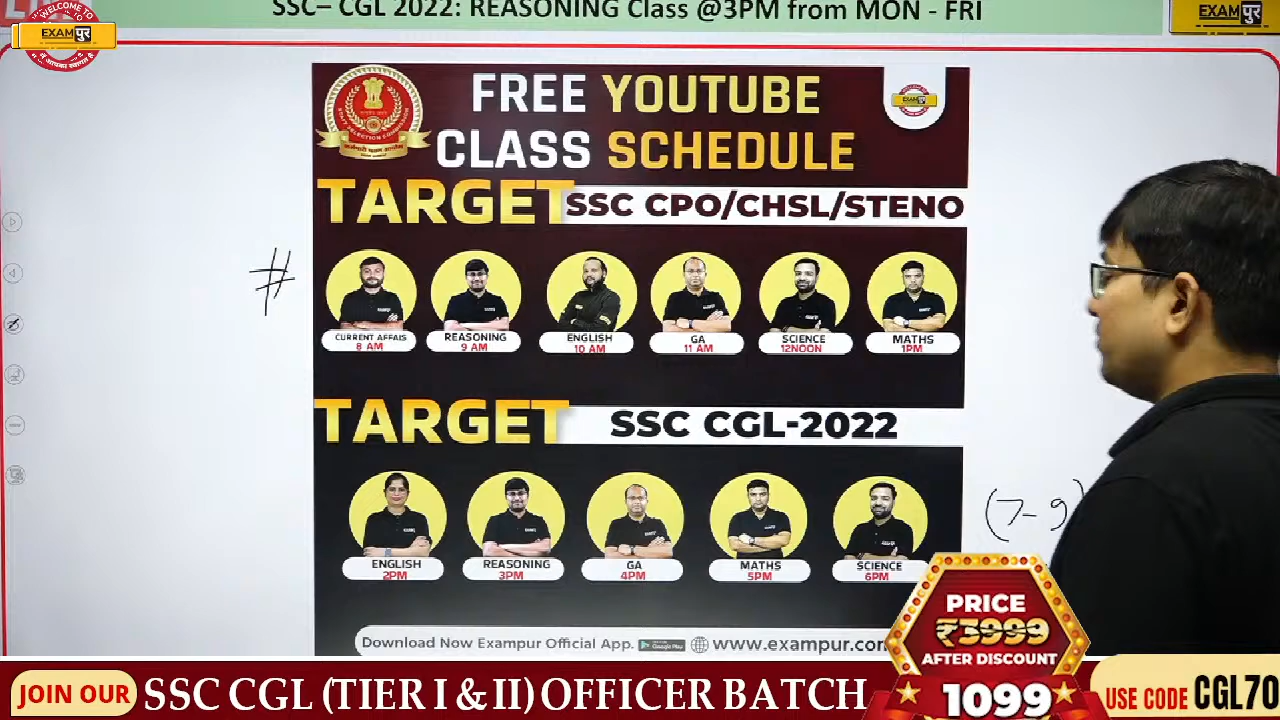 SSC– CGL 2022: REASONING Class @3PM from MON - FRI
WELCOME TO
EXAMपुर
EXAMपुर
FREE YOUTUBE
CLASS SCHEDULE
TARGET SSC CPO/CHSL/STENO
#
CURRENT AFFAIS
8 AM
REASONING
9 AM
ENGLISH
10 AM
GA
11 AM
SCIENCE
12NOON
MATHS
1PM
TARGET SSC CGL-2022
ENGLISH
2PM
REASONING
3PM
GA
4PM
MATHS
5PM
SCIENCE
6PM
(7-9)
Download Now Exampur Official App.
Google Play
www.exampur.com
PRICE
₹3999
AFTER DISCOUNT
1099
JOIN OUR SSC CGL (TIER I & II) OFFICER BATCH
USE CODE CGL70